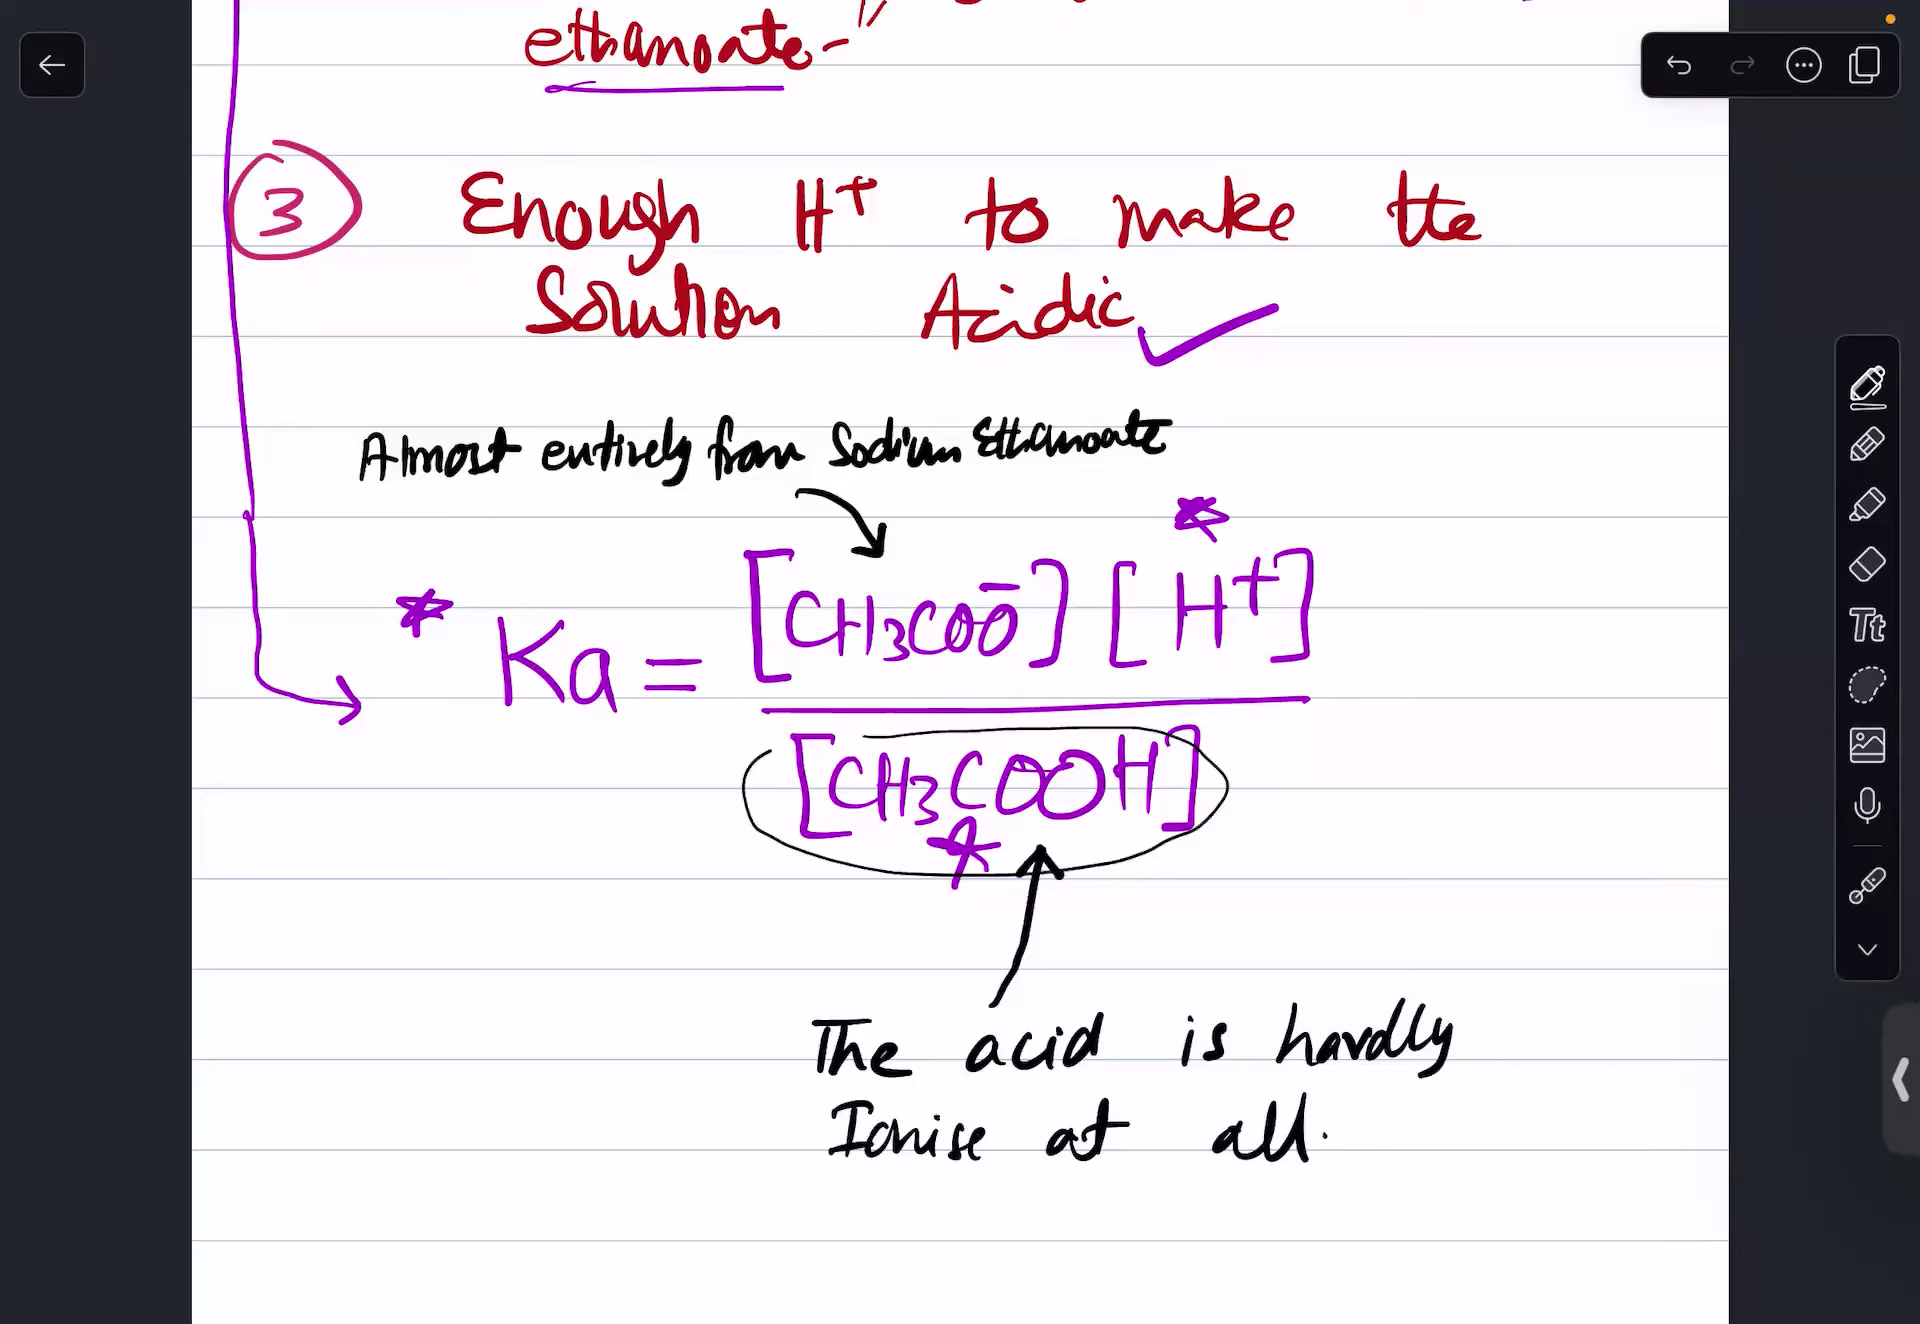 ethanoate-"
3 Enough H⁺ to make the
Solution Acidic ✓
Almost entirely from Sodium Ethanoate
* Ka = [CH₃COO⁻] [H⁺]
[CH₃COOH]
The acid is hardly
Ionise at all.
Tt